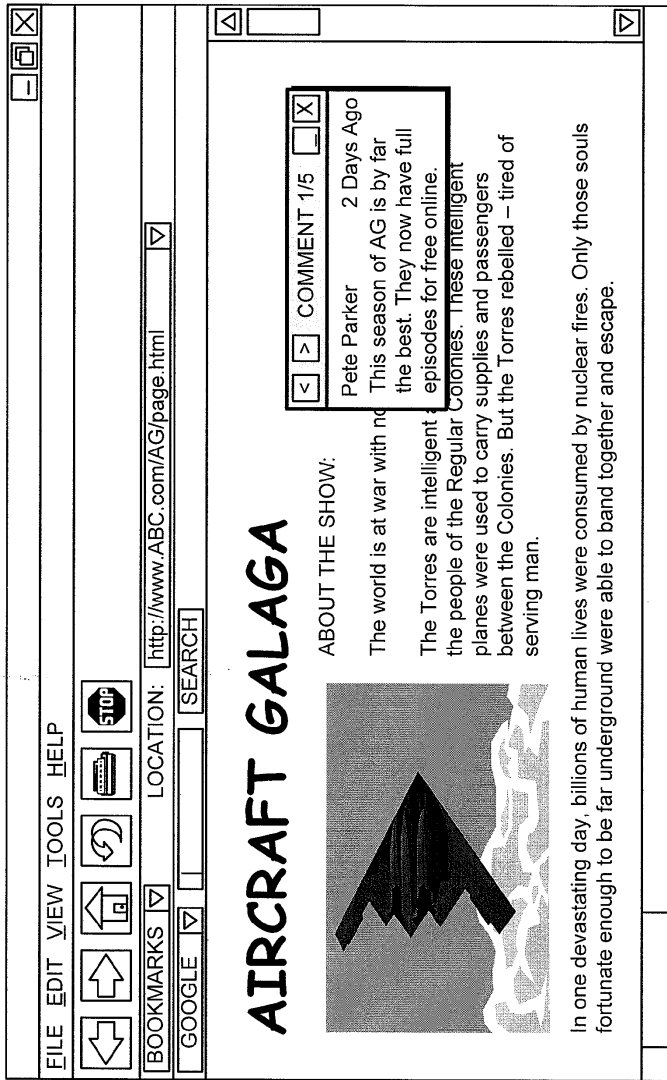 FILE EDIT VIEW TOOLS HELP
STOP
BOOKMARKS LOCATION: http://www.ABC.com/AG/page.html
GOOGLE SEARCH
AIRCRAFT GALAGA
< > COMMENT 1/5 _ X
Pete Parker 2 Days Ago
This season of AG is by far
the best. They now have full
episodes for free online.
ABOUT THE SHOW:
The world is at war with no
The Torres are intelligent
the people of the Regular Colonies. These intelligent
planes were used to carry supplies and passengers
between the Colonies. But the Torres rebelled – tired of
serving man.
In one devastating day, billions of human lives were consumed by nuclear fires. Only those souls
fortunate enough to be far underground were able to band together and escape.